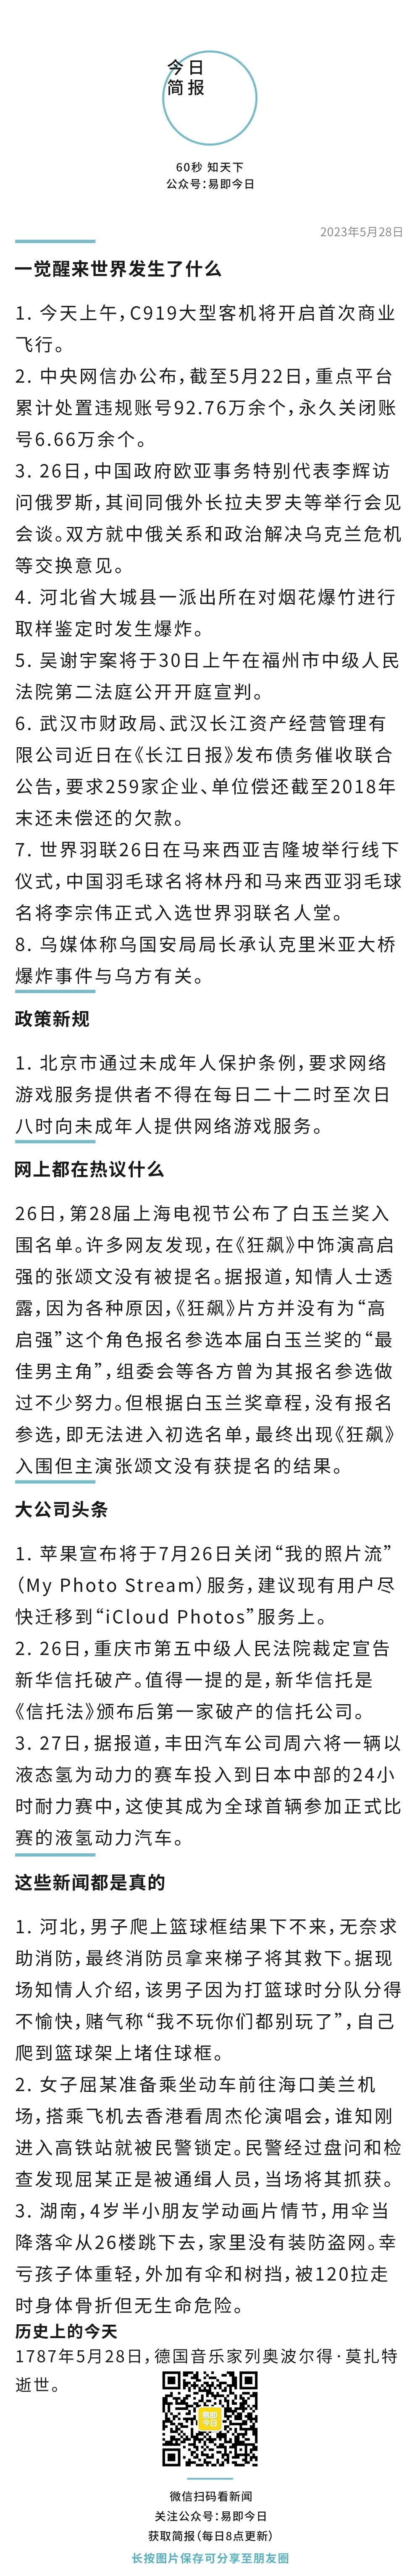 今日
简报
60秒 知天下
公众号:易即今日
2023年5月28日
一觉醒来世界发生了什么
1. 今天上午,C919大型客机将开启首次商业
飞行。
2. 中央网信办公布,截至5月22日,重点平台
累计处置违规账号92.76万余个,永久关闭账
号6.66万余个。
3. 26日,中国政府欧亚事务特别代表李辉访
问俄罗斯,其间同俄外长拉夫罗夫等举行会见
会谈。双方就中俄关系和政治解决乌克兰危机
等交换意见。
4. 河北省大城县一派出所在对烟花爆竹进行
取样鉴定时发生爆炸。
5. 吴谢宇案将于30日上午在福州市中级人民
法院第二法庭公开开庭宣判。
6. 武汉市财政局、武汉长江资产经营管理有
限公司近日在《长江日报》发布债务催收联合
公告,要求259家企业、单位偿还截至2018年
末还未偿还的欠款。
7. 世界羽联26日在马来西亚吉隆坡举行线下
仪式,中国羽毛球名将林丹和马来西亚羽毛球
名将李宗伟正式入选世界羽联名人堂。
8. 乌媒体称乌国安局局长承认克里米亚大桥
爆炸事件与乌方有关。
政策新规
1. 北京市通过未成年人保护条例,要求网络
游戏服务提供者不得在每日二十二时至次日
八时向未成年人提供网络游戏服务。
网上都在热议什么
26日,第28届上海电视节公布了白玉兰奖入
围名单。许多网友发现,在《狂飙》中饰演高启
强的张颂文没有被提名。据报道,知情人士透
露,因为各种原因,《狂飙》片方并没有为“高
启强”这个角色报名参选本届白玉兰奖的“最
佳男主角”,组委会等各方曾为其报名参选做
过不少努力。但根据白玉兰奖章程,没有报名
参选,即无法进入初选名单,最终出现《狂飙》
入围但主演张颂文没有获提名的结果。
大公司头条
1. 苹果宣布将于7月26日关闭“我的照片流”
(My Photo Stream)服务,建议现有用户尽
快迁移到“iCloud Photos”服务上。
2. 26日,重庆市第五中级人民法院裁定宣告
新华信托破产。值得一提的是,新华信托是
《信托法》颁布后第一家破产的信托公司。
3. 27日,据报道,丰田汽车公司周六将一辆以
液态氢为动力的赛车投入到日本中部的24小
时耐力赛中,这使其成为全球首辆参加正式比
赛的液氢动力汽车。
这些新闻都是真的
1. 河北,男子爬上篮球框结果下不来,无奈求
助消防,最终消防员拿来梯子将其救下。据现
场知情人介绍,该男子因为打篮球时分队分得
不愉快,赌气称“我不玩你们都别玩了”,自己
爬到篮球架上堵住球框。
2. 女子屈某准备乘坐动车前往海口美兰机
场,搭乘飞机去香港看周杰伦演唱会,谁知刚
进入高铁站就被民警锁定。民警经过盘问和检
查发现屈某正是被通缉人员,当场将其抓获。
3. 湖南,4岁半小朋友学动画片情节,用伞当
降落伞从26楼跳下去,家里没有装防盗网。幸
亏孩子体重轻,外加有伞和树挡,被120拉走
时身体骨折但无生命危险。
历史上的今天
1787年5月28日,德国音乐家列奥波尔得·莫扎特
逝世。
易即
今日
微信扫码看新闻
关注公众号:易即今日
获取简报(每日8点更新)
长按图片保存可分享至朋友圈